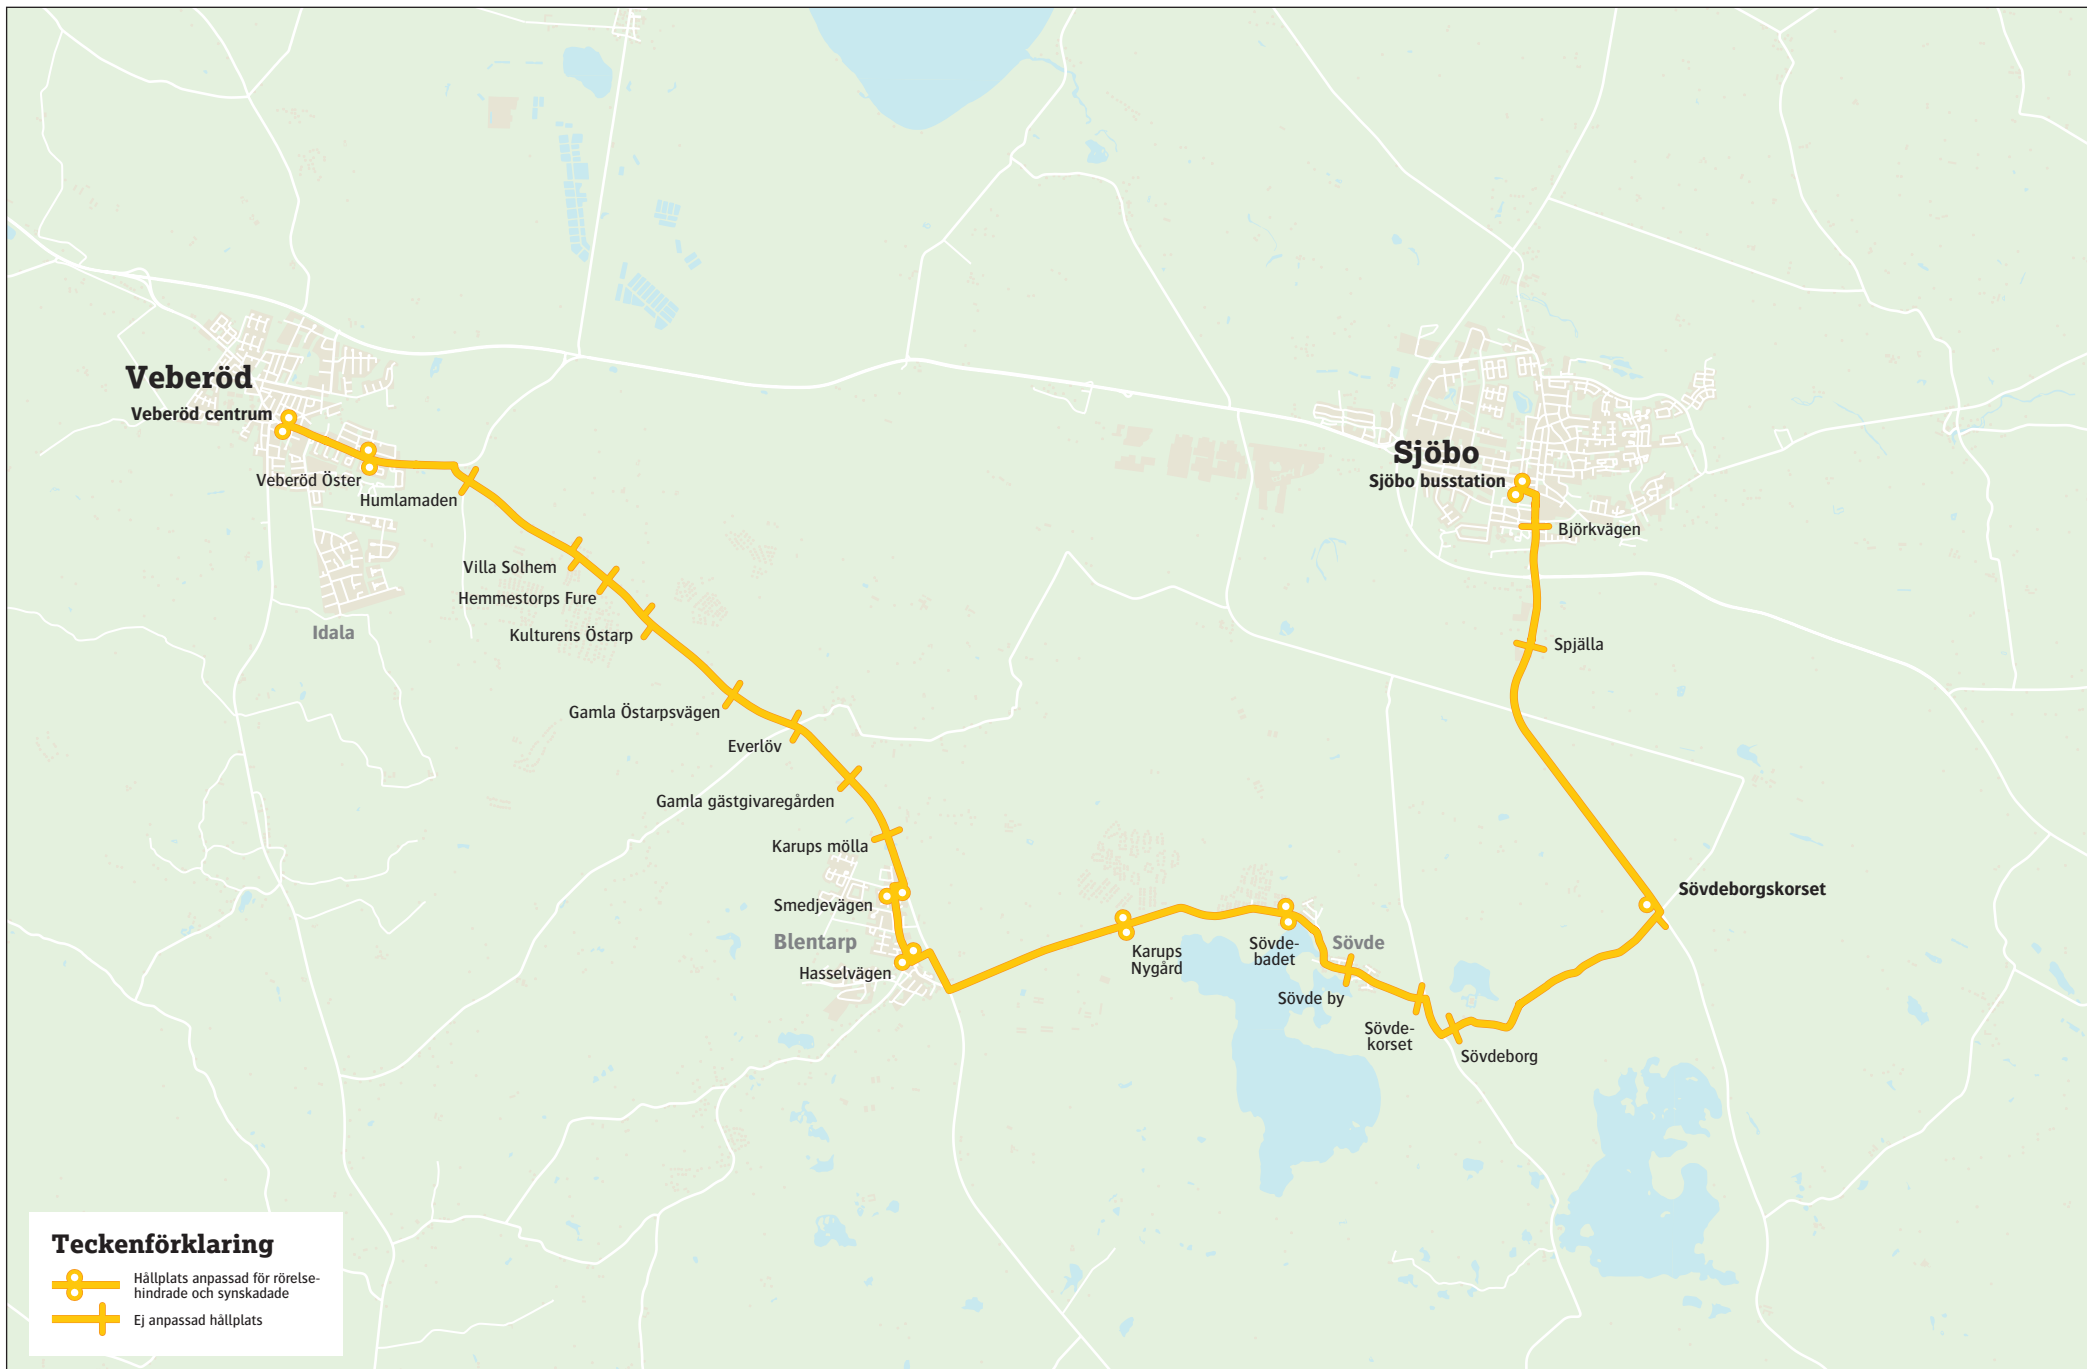 Veberöd
Veberöd centrum
Veberöd Öster
Humlamaden
Villa Solhem
Hemmestorps Fure
Kulturens Östarp
Idala
Gamla Östarpsvägen
Everlöv
Gamla gästgivaregården
Karups mölla
Smedjevägen
Blentarp
Hasselvägen
Karups
Nygård
Sövde-
badet
Sövde
Sövde by
Sövde-
korset
Sövdeborg
Sövdeborgskorset
Spjälla
Björkvägen
Sjöbo
Sjöbo busstation
Teckenförklaring
Hållplats anpassad för rörelse-
hindrade och synskadade
Ej anpassad hållplats